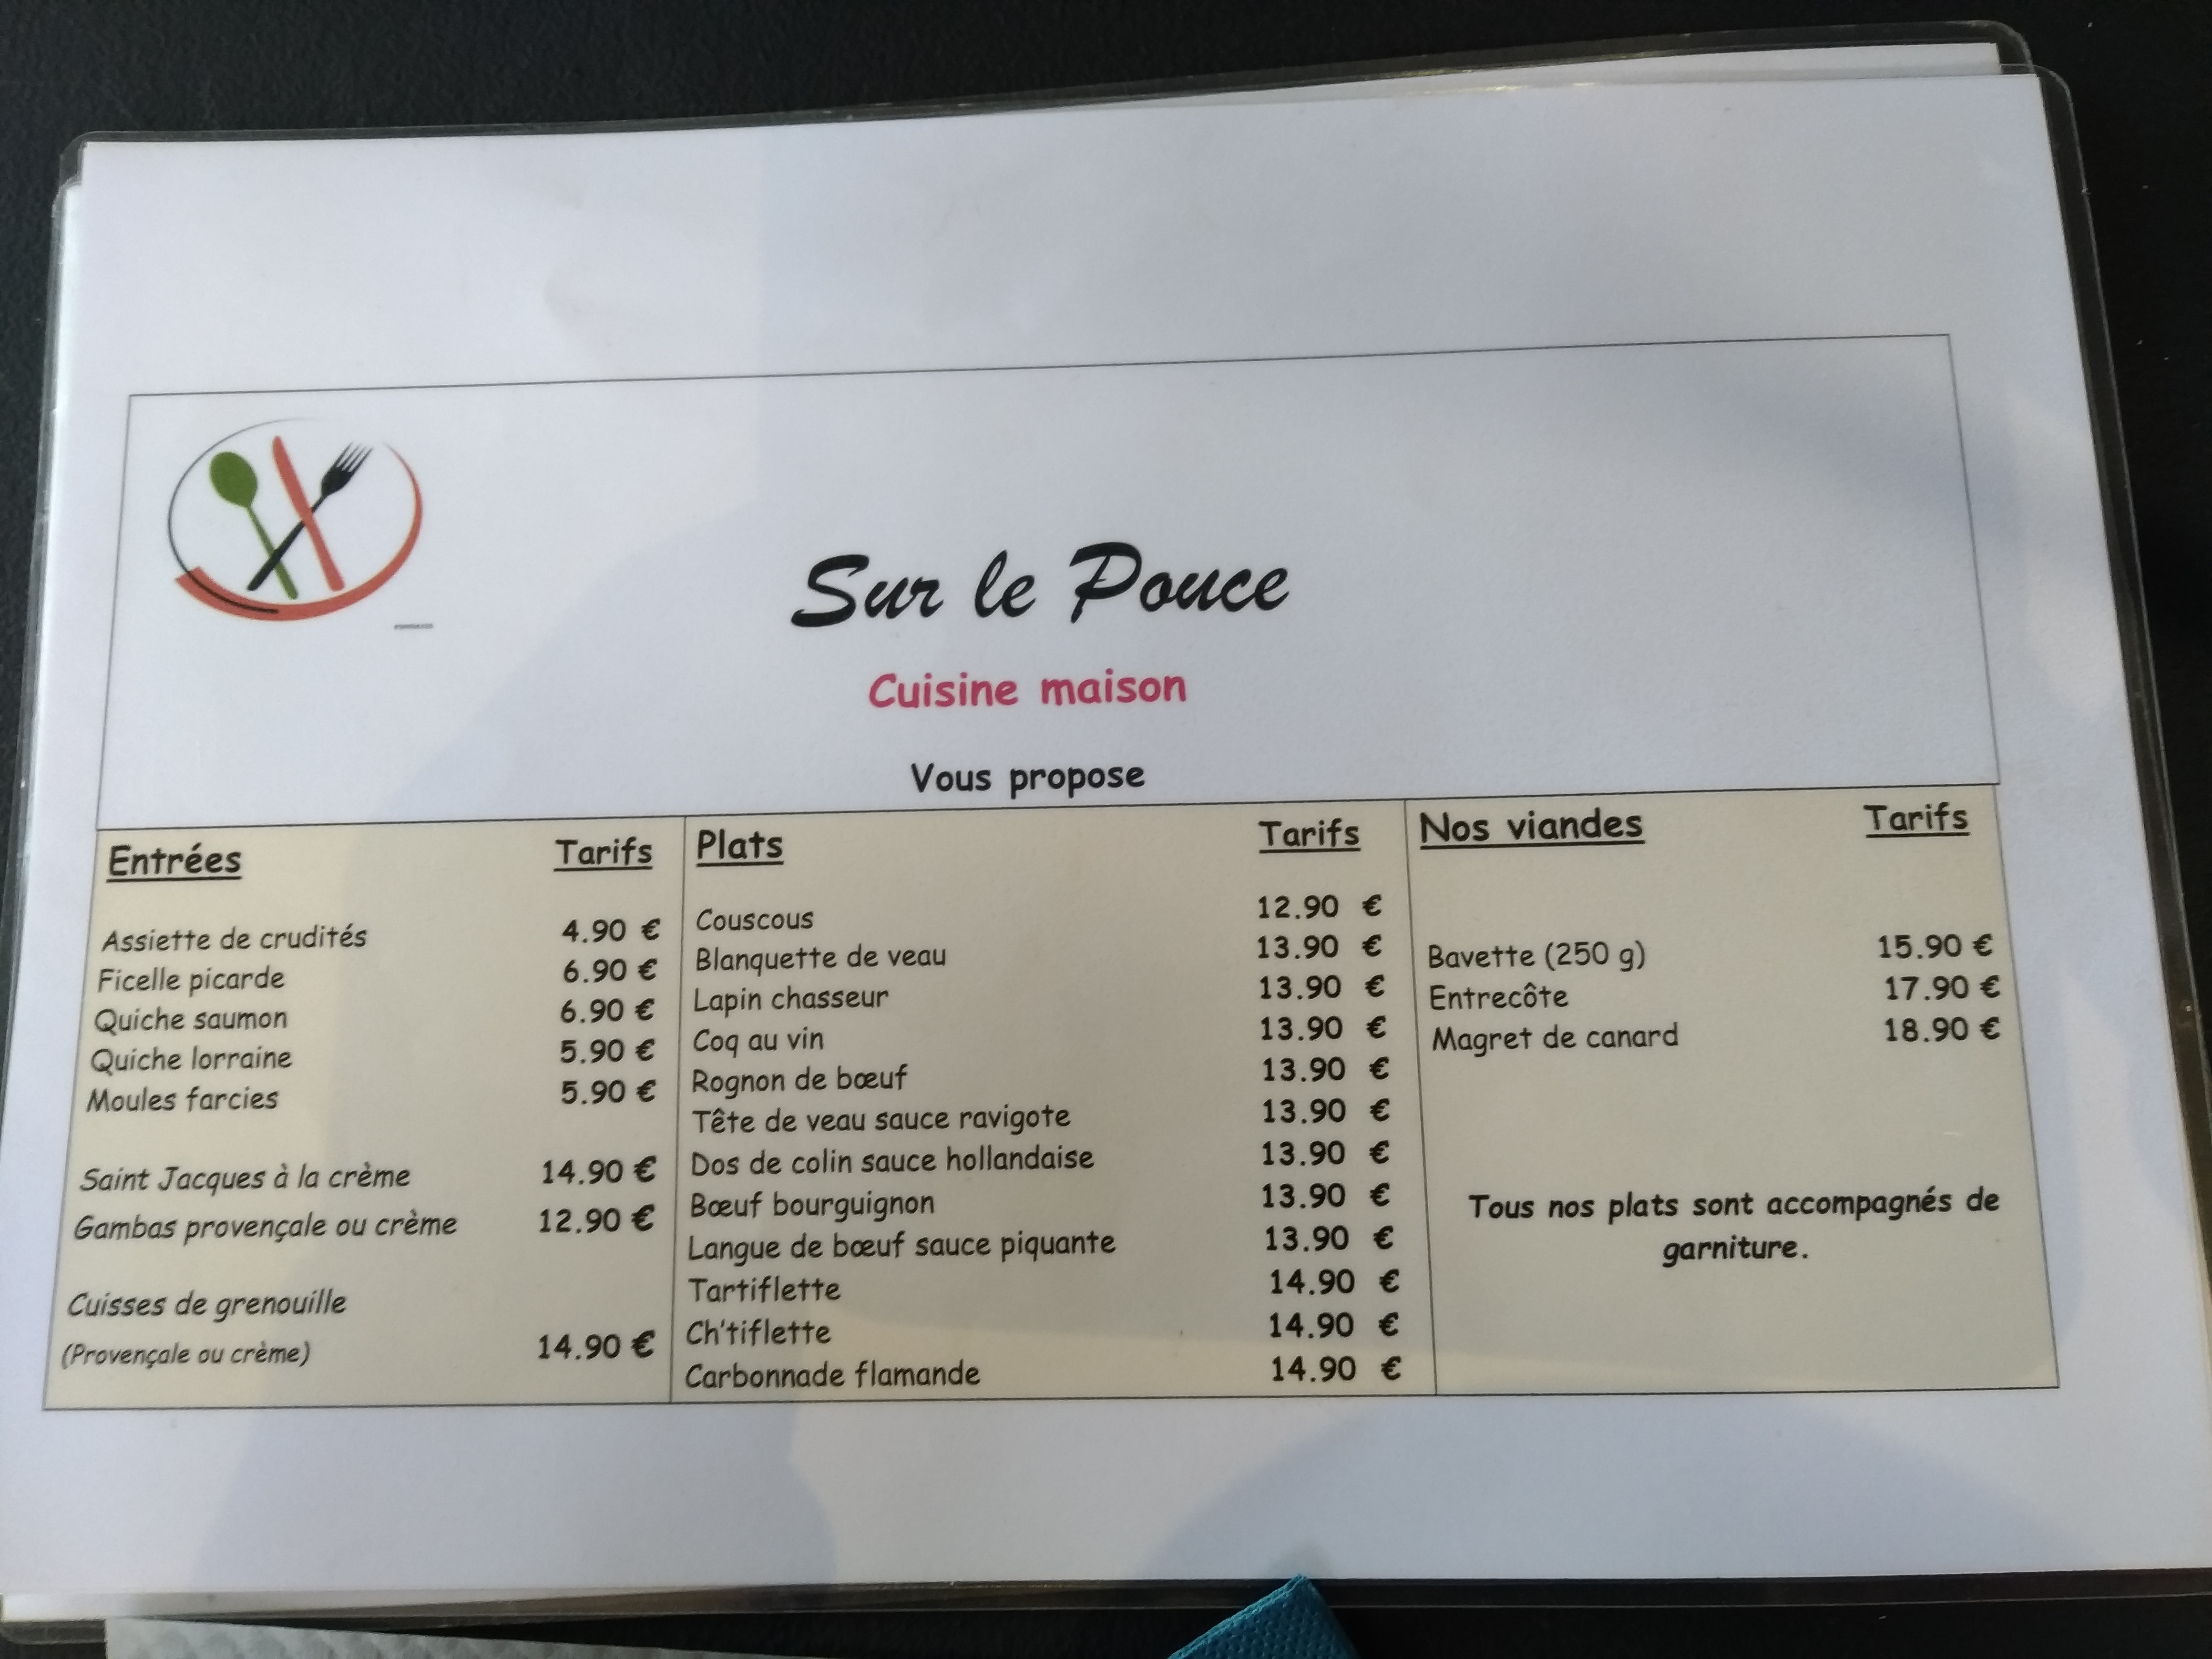 Sur le Pouce
Cuisine maison
Vous propose
Entrées Tarifs
Assiette de crudités 4.90 €
Ficelle picarde 6.90 €
Quiche saumon 6.90 €
Quiche lorraine 5.90 €
Moules farcies 5.90 €
Saint Jacques à la crème 14.90 €
Gambas provençale ou crème 12.90 €
Cuisses de grenouille
(Provençale ou crème) 14.90 €
Plats Tarifs
Couscous 12.90 €
Blanquette de veau 13.90 €
Lapin chasseur 13.90 €
Coq au vin 13.90 €
Rognon de bœuf 13.90 €
Tête de veau sauce ravigote 13.90 €
Dos de colin sauce hollandaise 13.90 €
Bœuf bourguignon 13.90 €
Langue de bœuf sauce piquante 13.90 €
Tartiflette 14.90 €
Ch'tiflette 14.90 €
Carbonnade flamande 14.90 €
Nos viandes Tarifs
Bavette (250 g) 15.90 €
Entrecôte 17.90 €
Magret de canard 18.90 €
Tous nos plats sont accompagnés de
garniture.